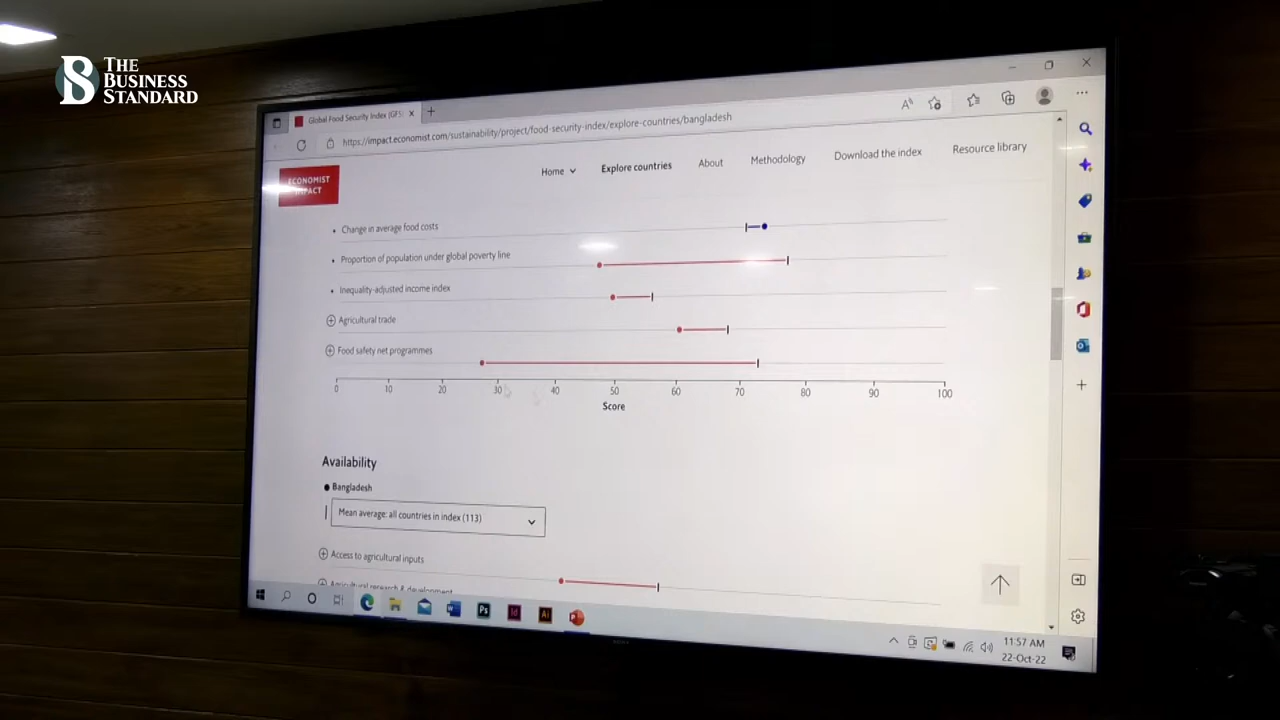 THE
BUSINESS
STANDARD
Global Food Security Index (GFSI
https://impact.economist.com/sustainability/project/food-security-index/explore-countries/bangladesh
ECONOMIST
IMPACT
Home
Explore countries
About
Methodology
Download the index
Resource library
Change in average food costs
Proportion of population under global poverty line
Inequality-adjusted income index
Agricultural trade
Food safety net programmes
0 10 20 30 40 50 60 70 80 90 100
Score
Availability
Bangladesh
Mean average: all countries in index (113)
Access to agricultural inputs
Agricultural research & development
11:57 AM
22-Oct-22